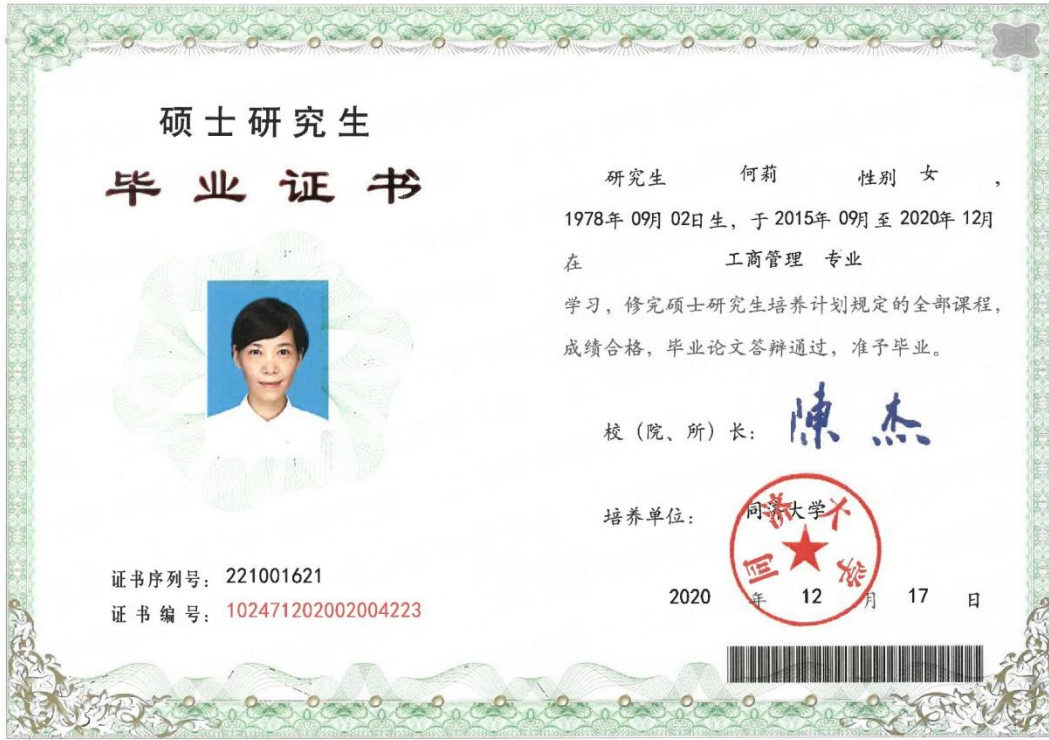 硕士研究生
毕业证书
证书序列号：221001621
证书编号：102471202002004223
研究生 何莉 性别 女，
1978年 09月 02日生，于 2015年 09月至 2020年 12月
在 工商管理 专业
学习，修完硕士研究生培养计划规定的全部课程，
成绩合格，毕业论文答辩通过，准予毕业。
校（院、所）长：陳杰
培养单位：同济大学
同济大学
2020 年 12 月 17 日